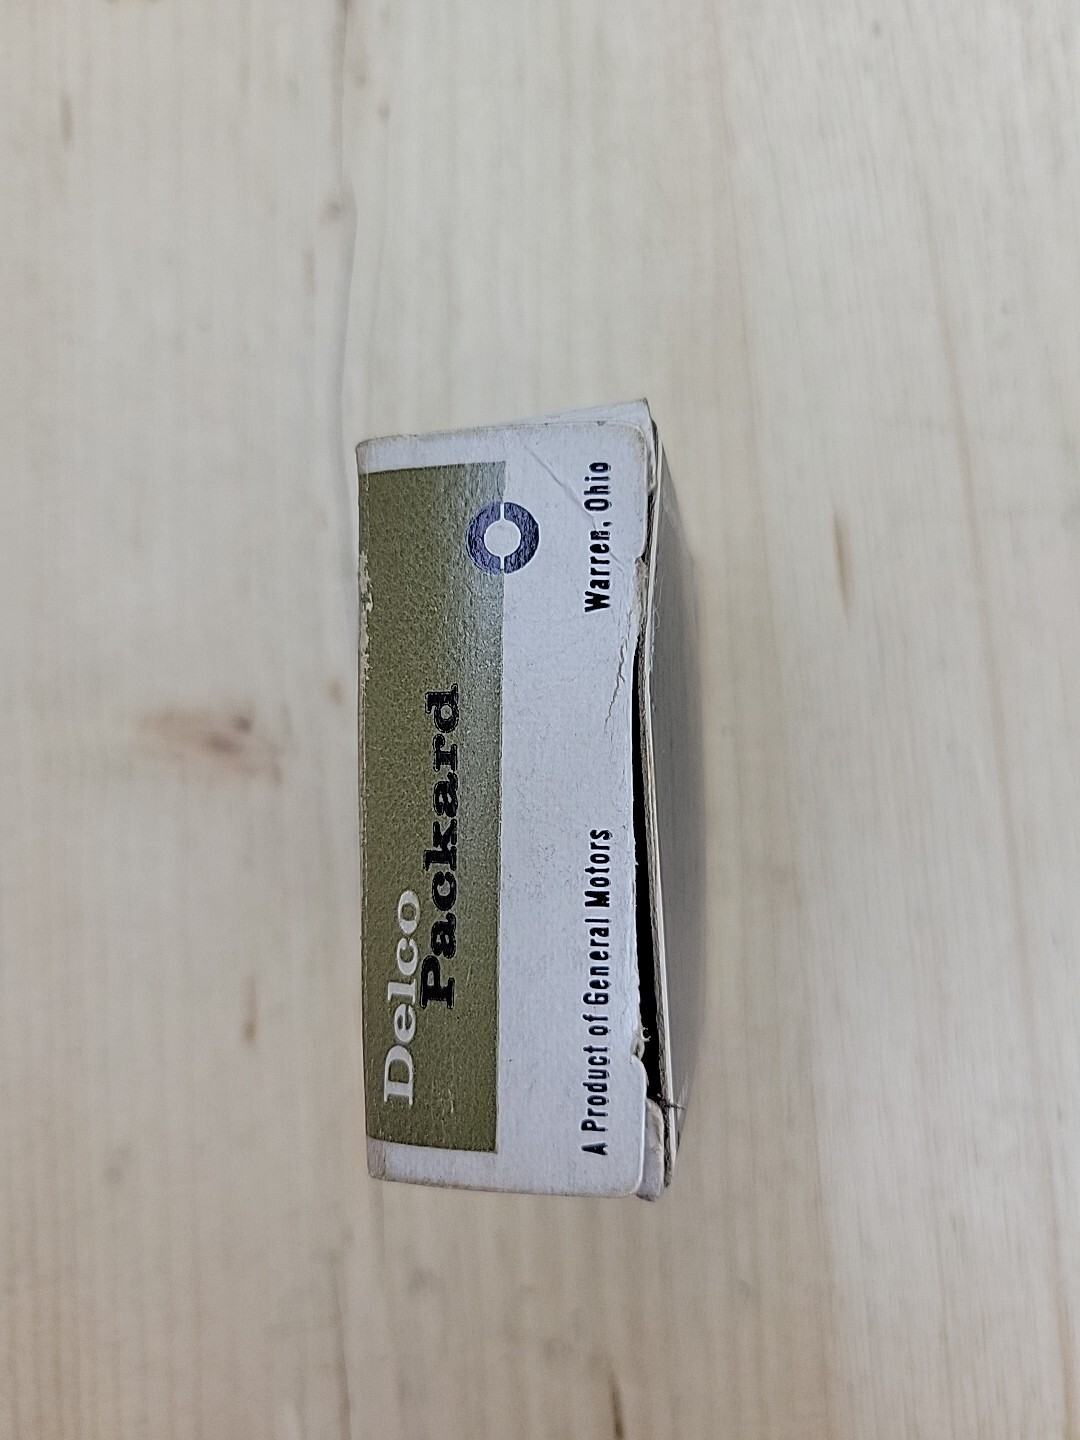 Delco
Packard
A Product of General Motors
Warren, Ohio